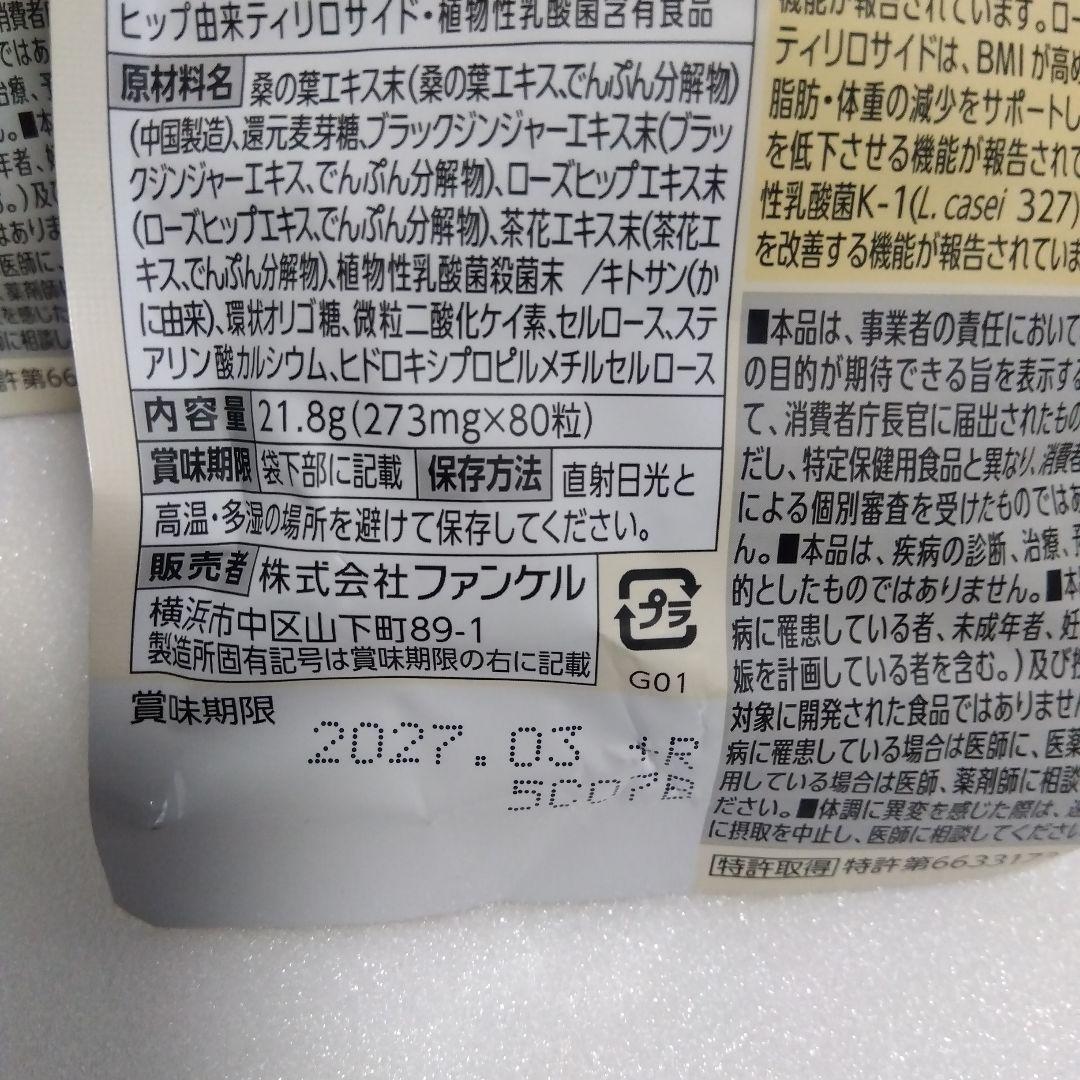 ヒップ由来ティリロサイド・植物性乳酸菌含有食品
原材料名 桑の葉エキス末(桑の葉エキス、でんぷん分解物)
(中国製造)、還元麦芽糖、ブラックジンジャーエキス末(ブラッ
クジンジャーエキス、でんぷん分解物)、ローズヒップエキス末
(ローズヒップエキス、でんぷん分解物)、茶花エキス末(茶花エ
キス、でんぷん分解物)、植物性乳酸菌殺菌末 /キトサン(か
に由来)、環状オリゴ糖、微粒二酸化ケイ素、セルロース、ステ
アリン酸カルシウム、ヒドロキシプロピルメチルセルロース
内容量 21.8g(273mg×80粒)
賞味期限 袋下部に記載 保存方法 直射日光と
高温・多湿の場所を避けて保存してください。
販売者 株式会社ファンケル
横浜市中区山下町89-1
製造所固有記号は賞味期限の右に記載
プラ
G01
賞味期限
2027.03 +R
5C07B
機能が報告されています。ロー
ティリロサイドは、BMIが高め
脂肪・体重の減少をサポートし
を低下させる機能が報告されて
性乳酸菌K-1(L. casei 327)
を改善する機能が報告されていま
■本品は、事業者の責任において
の目的が期待できる旨を表示する
て、消費者庁長官に届出されたもの
だし、特定保健用食品と異なり、消費者
による個別審査を受けたものではあ
ん。■本品は、疾病の診断、治療、予
的としたものではありません。■本
病に罹患している者、未成年者、妊
娠を計画している者を含む。)及び授
対象に開発された食品ではありません
病に罹患している場合は医師に、医薬
用している場合は医師、薬剤師に相談
ださい。■体調に異変を感じた際は、速
に摂取を中止し、医師に相談してください
特許取得 特許第663317